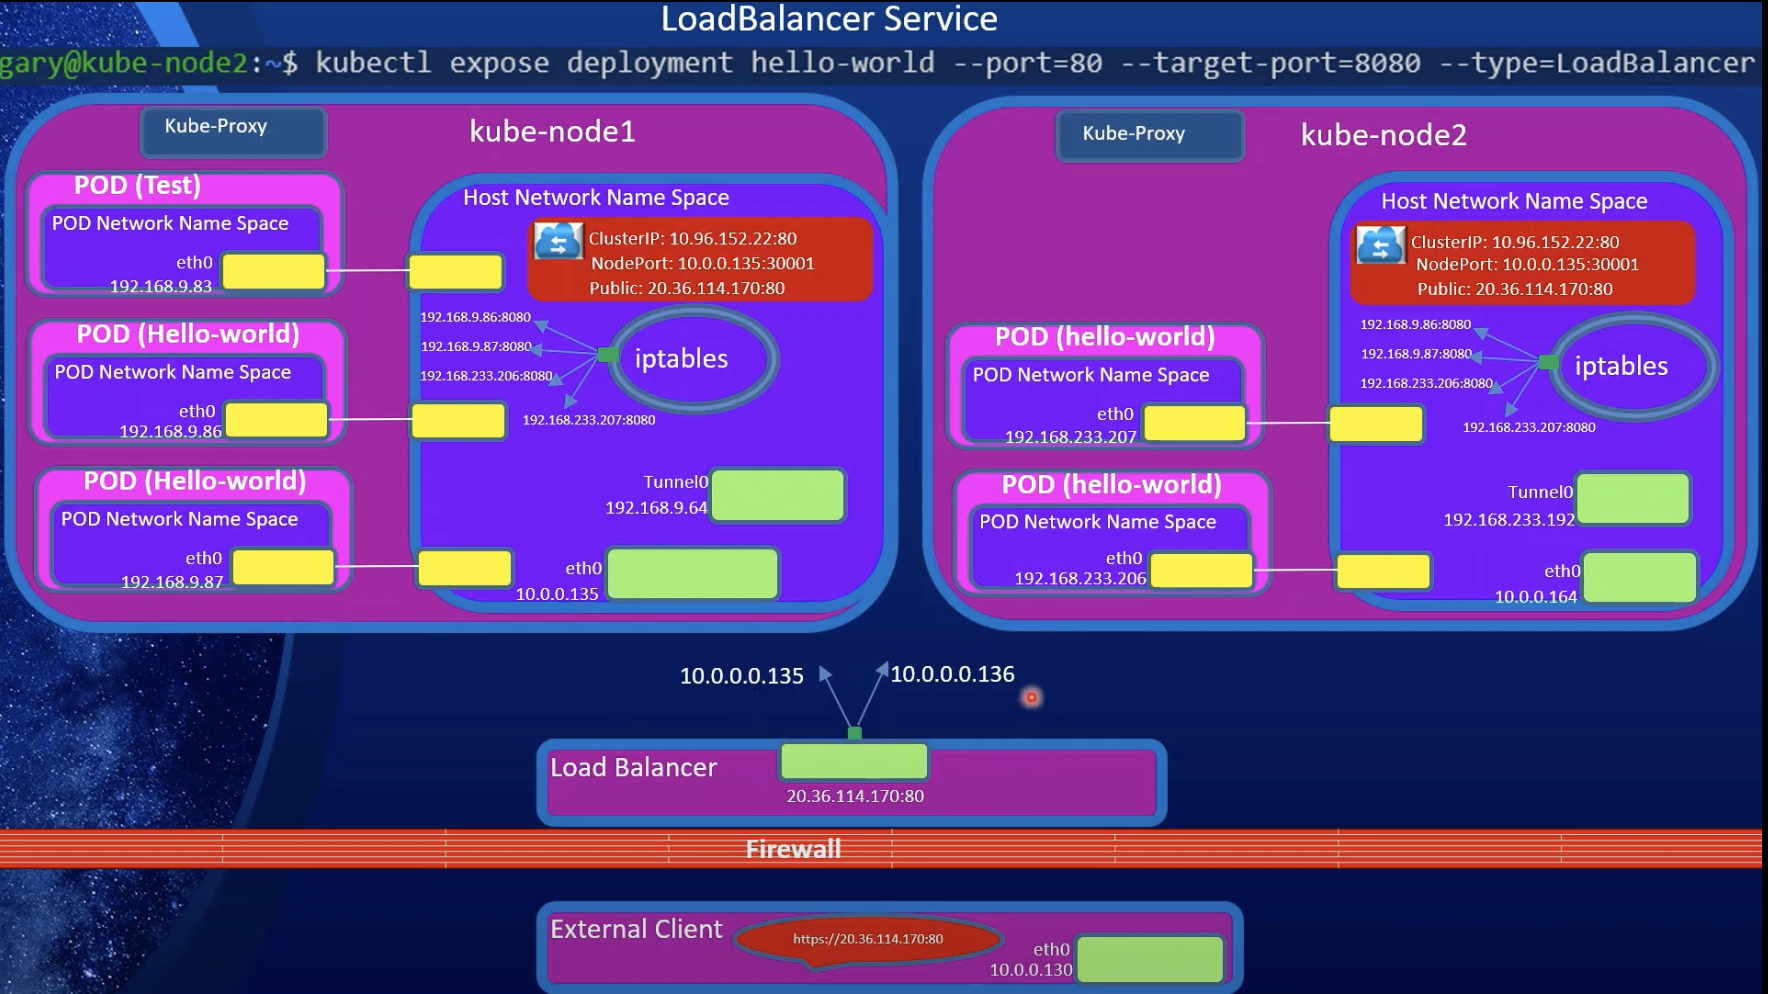 LoadBalancer Service
gary@kube-node2:~$ kubectl expose deployment hello-world --port=80 --target-port=8080 --type=LoadBalancer
Kube-Proxy
kube-node1
POD (Test)
POD Network Name Space
eth0
192.168.9.83
POD (Hello-world)
POD Network Name Space
eth0
192.168.9.86
POD (Hello-world)
POD Network Name Space
eth0
192.168.9.87
Host Network Name Space
ClusterIP: 10.96.152.22:80
NodePort: 10.0.0.135:30001
Public: 20.36.114.170:80
192.168.9.86:8080
192.168.9.87:8080
192.168.233.206:8080
192.168.233.207:8080
iptables
Tunnel0
192.168.9.64
eth0
10.0.0.135
Kube-Proxy
kube-node2
POD (hello-world)
POD Network Name Space
eth0
192.168.233.207
POD (hello-world)
POD Network Name Space
eth0
192.168.233.206
Host Network Name Space
ClusterIP: 10.96.152.22:80
NodePort: 10.0.0.135:30001
Public: 20.36.114.170:80
192.168.9.86:8080
192.168.9.87:8080
192.168.233.206:8080
192.168.233.207:8080
iptables
Tunnel0
192.168.233.192
eth0
10.0.0.164
10.0.0.0.135
10.0.0.0.136
Load Balancer
20.36.114.170:80
Firewall
External Client
https://20.36.114.170:80
eth0
10.0.0.130